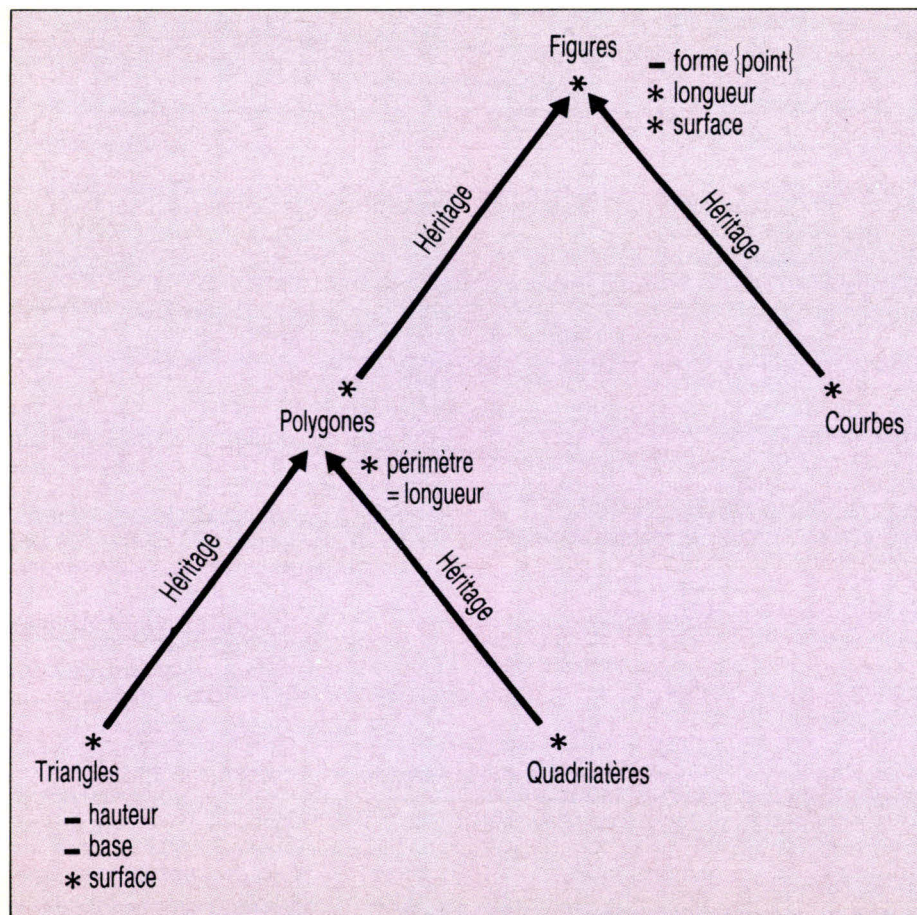 Figures
– forme {point}
* longueur
* surface
Héritage
Héritage
Polygones
Courbes
* périmètre
= longueur
Héritage
Héritage
Triangles
Quadrilatères
– hauteur
– base
* surface